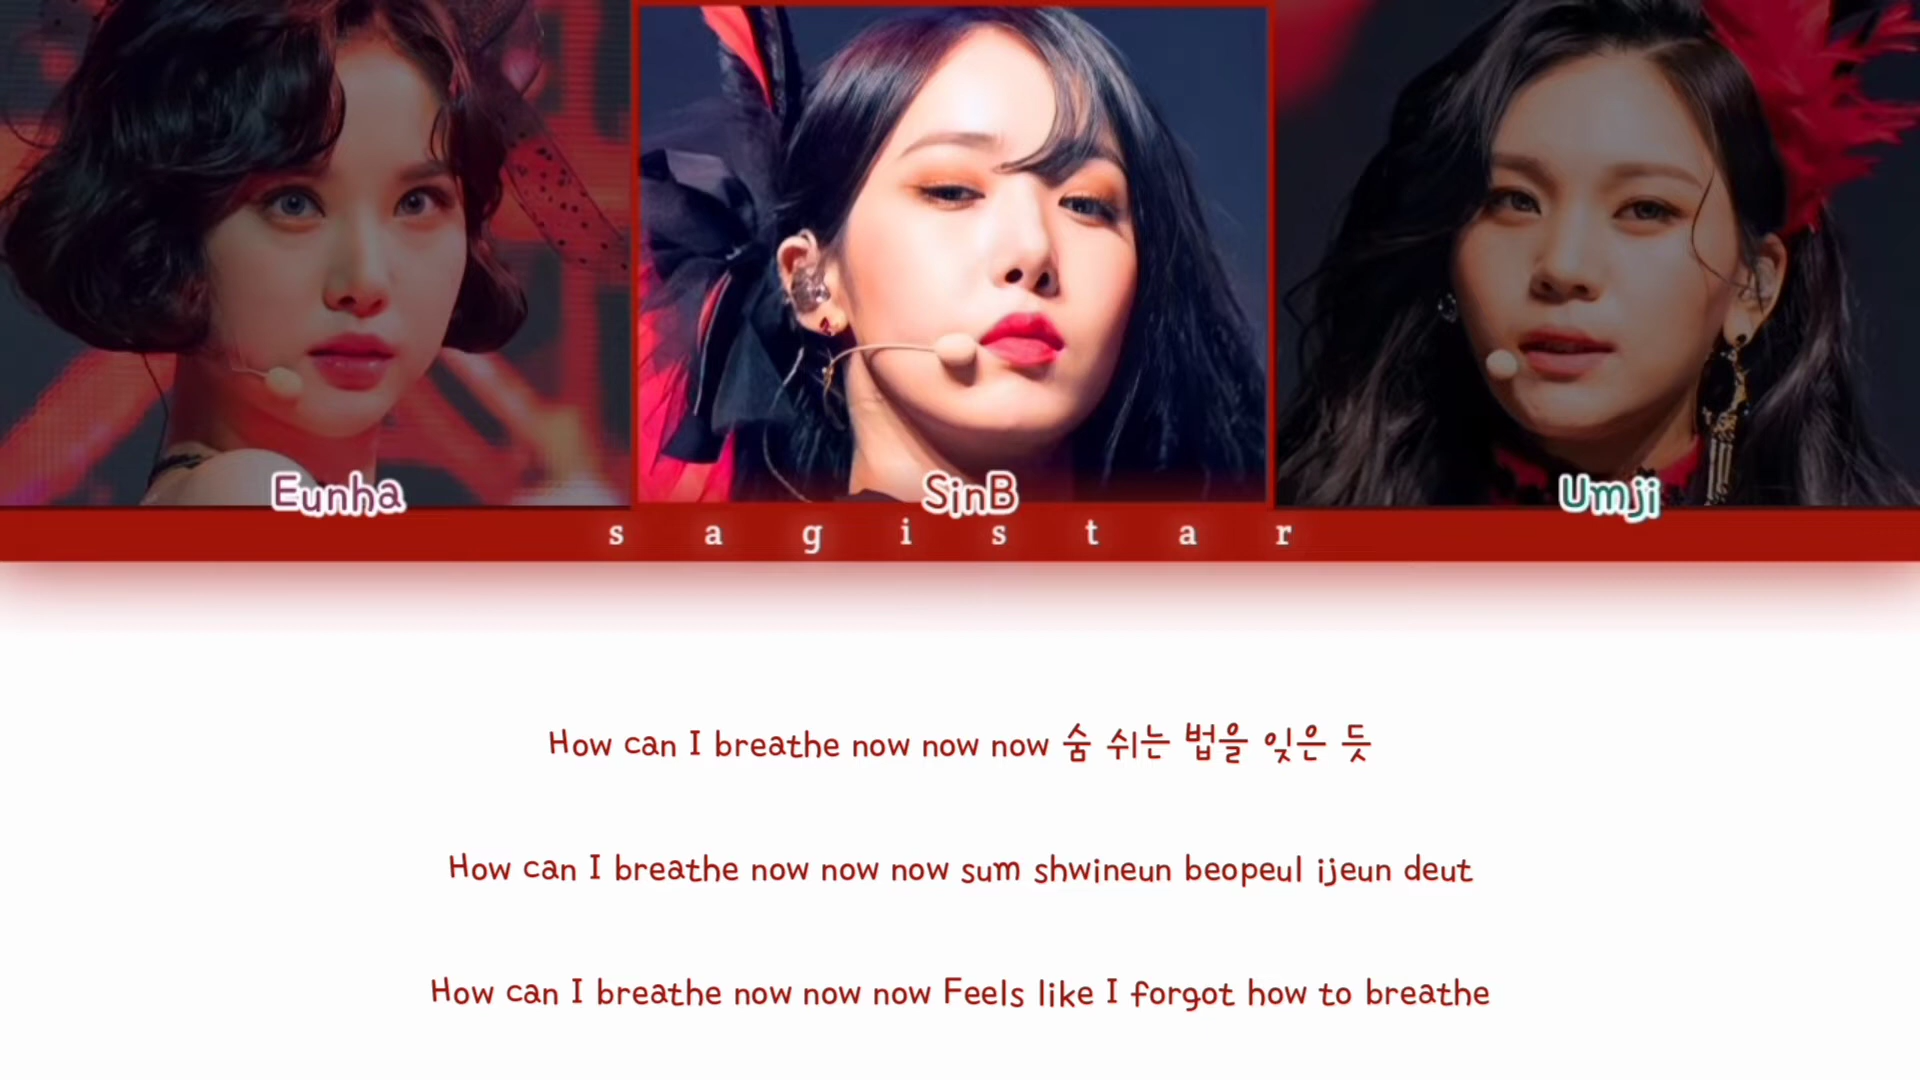 Eunha
SinB
Umji
s a g i s t a r
How can I breathe now now now 숨 쉬는 법을 잊은 듯
How can I breathe now now now sum shwineun beopeul ijeun deut
How can I breathe now now now Feels like I forgot how to breathe